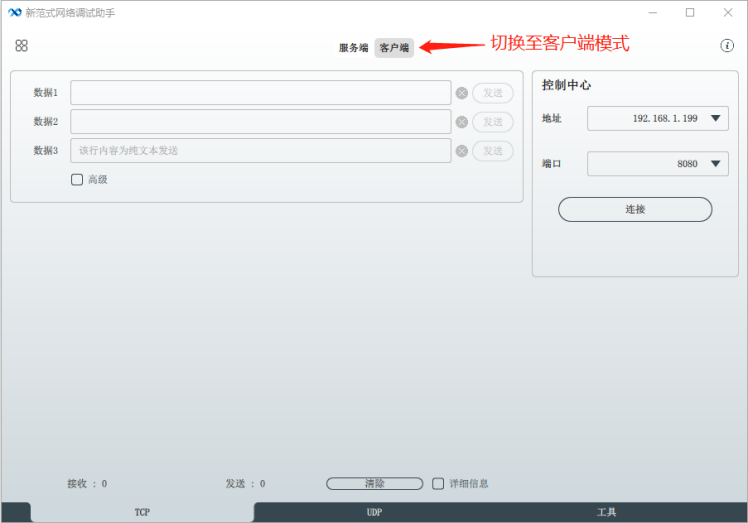 新范式网络调试助手
服务端 客户端 切换至客户端模式
数据1 发送
数据2 发送
数据3 该行内容为纯文本发送 发送
高级
控制中心
地址 192.168.1.199
端口 8080
连接
接收 : 0 发送 : 0 清除 详细信息
TCP UDP 工具